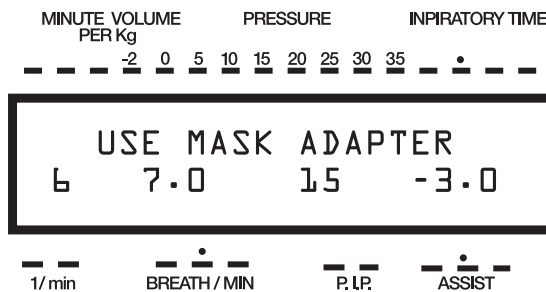 MINUTE VOLUME PRESSURE INPIRATORY TIME
PER Kg
-2 0 5 10 15 20 25 30 35
USE MASK ADAPTER
6 7.0 15 -3.0
1/min BREATH / MIN P.I.P. ASSIST